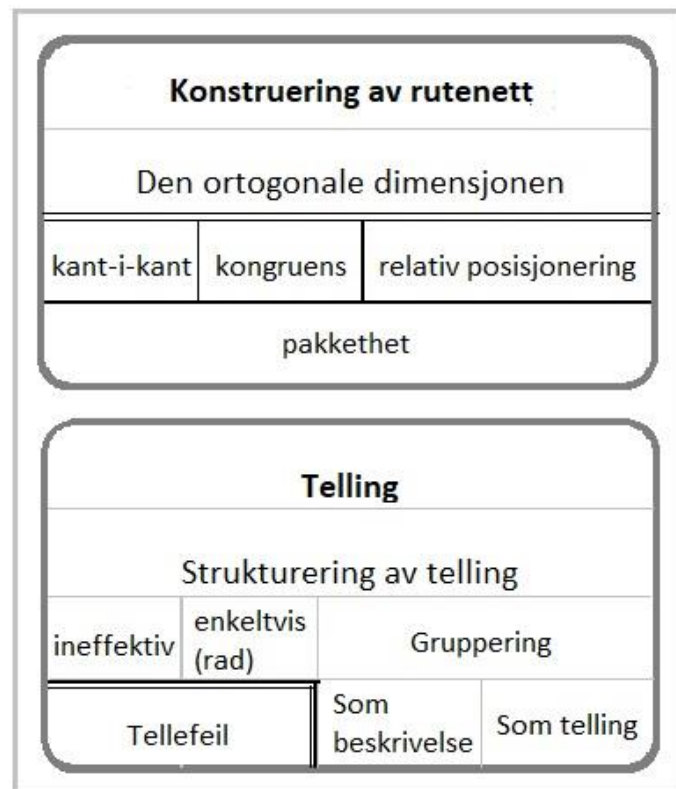 Konstruering av rutenett
Den ortogonale dimensjonen
kant-i-kant kongruens relativ posisjonering
pakkethet
Telling
Strukturering av telling
ineffektiv
enkeltvis
(rad)
Gruppering
Tellefeil
Som
beskrivelse
Som telling